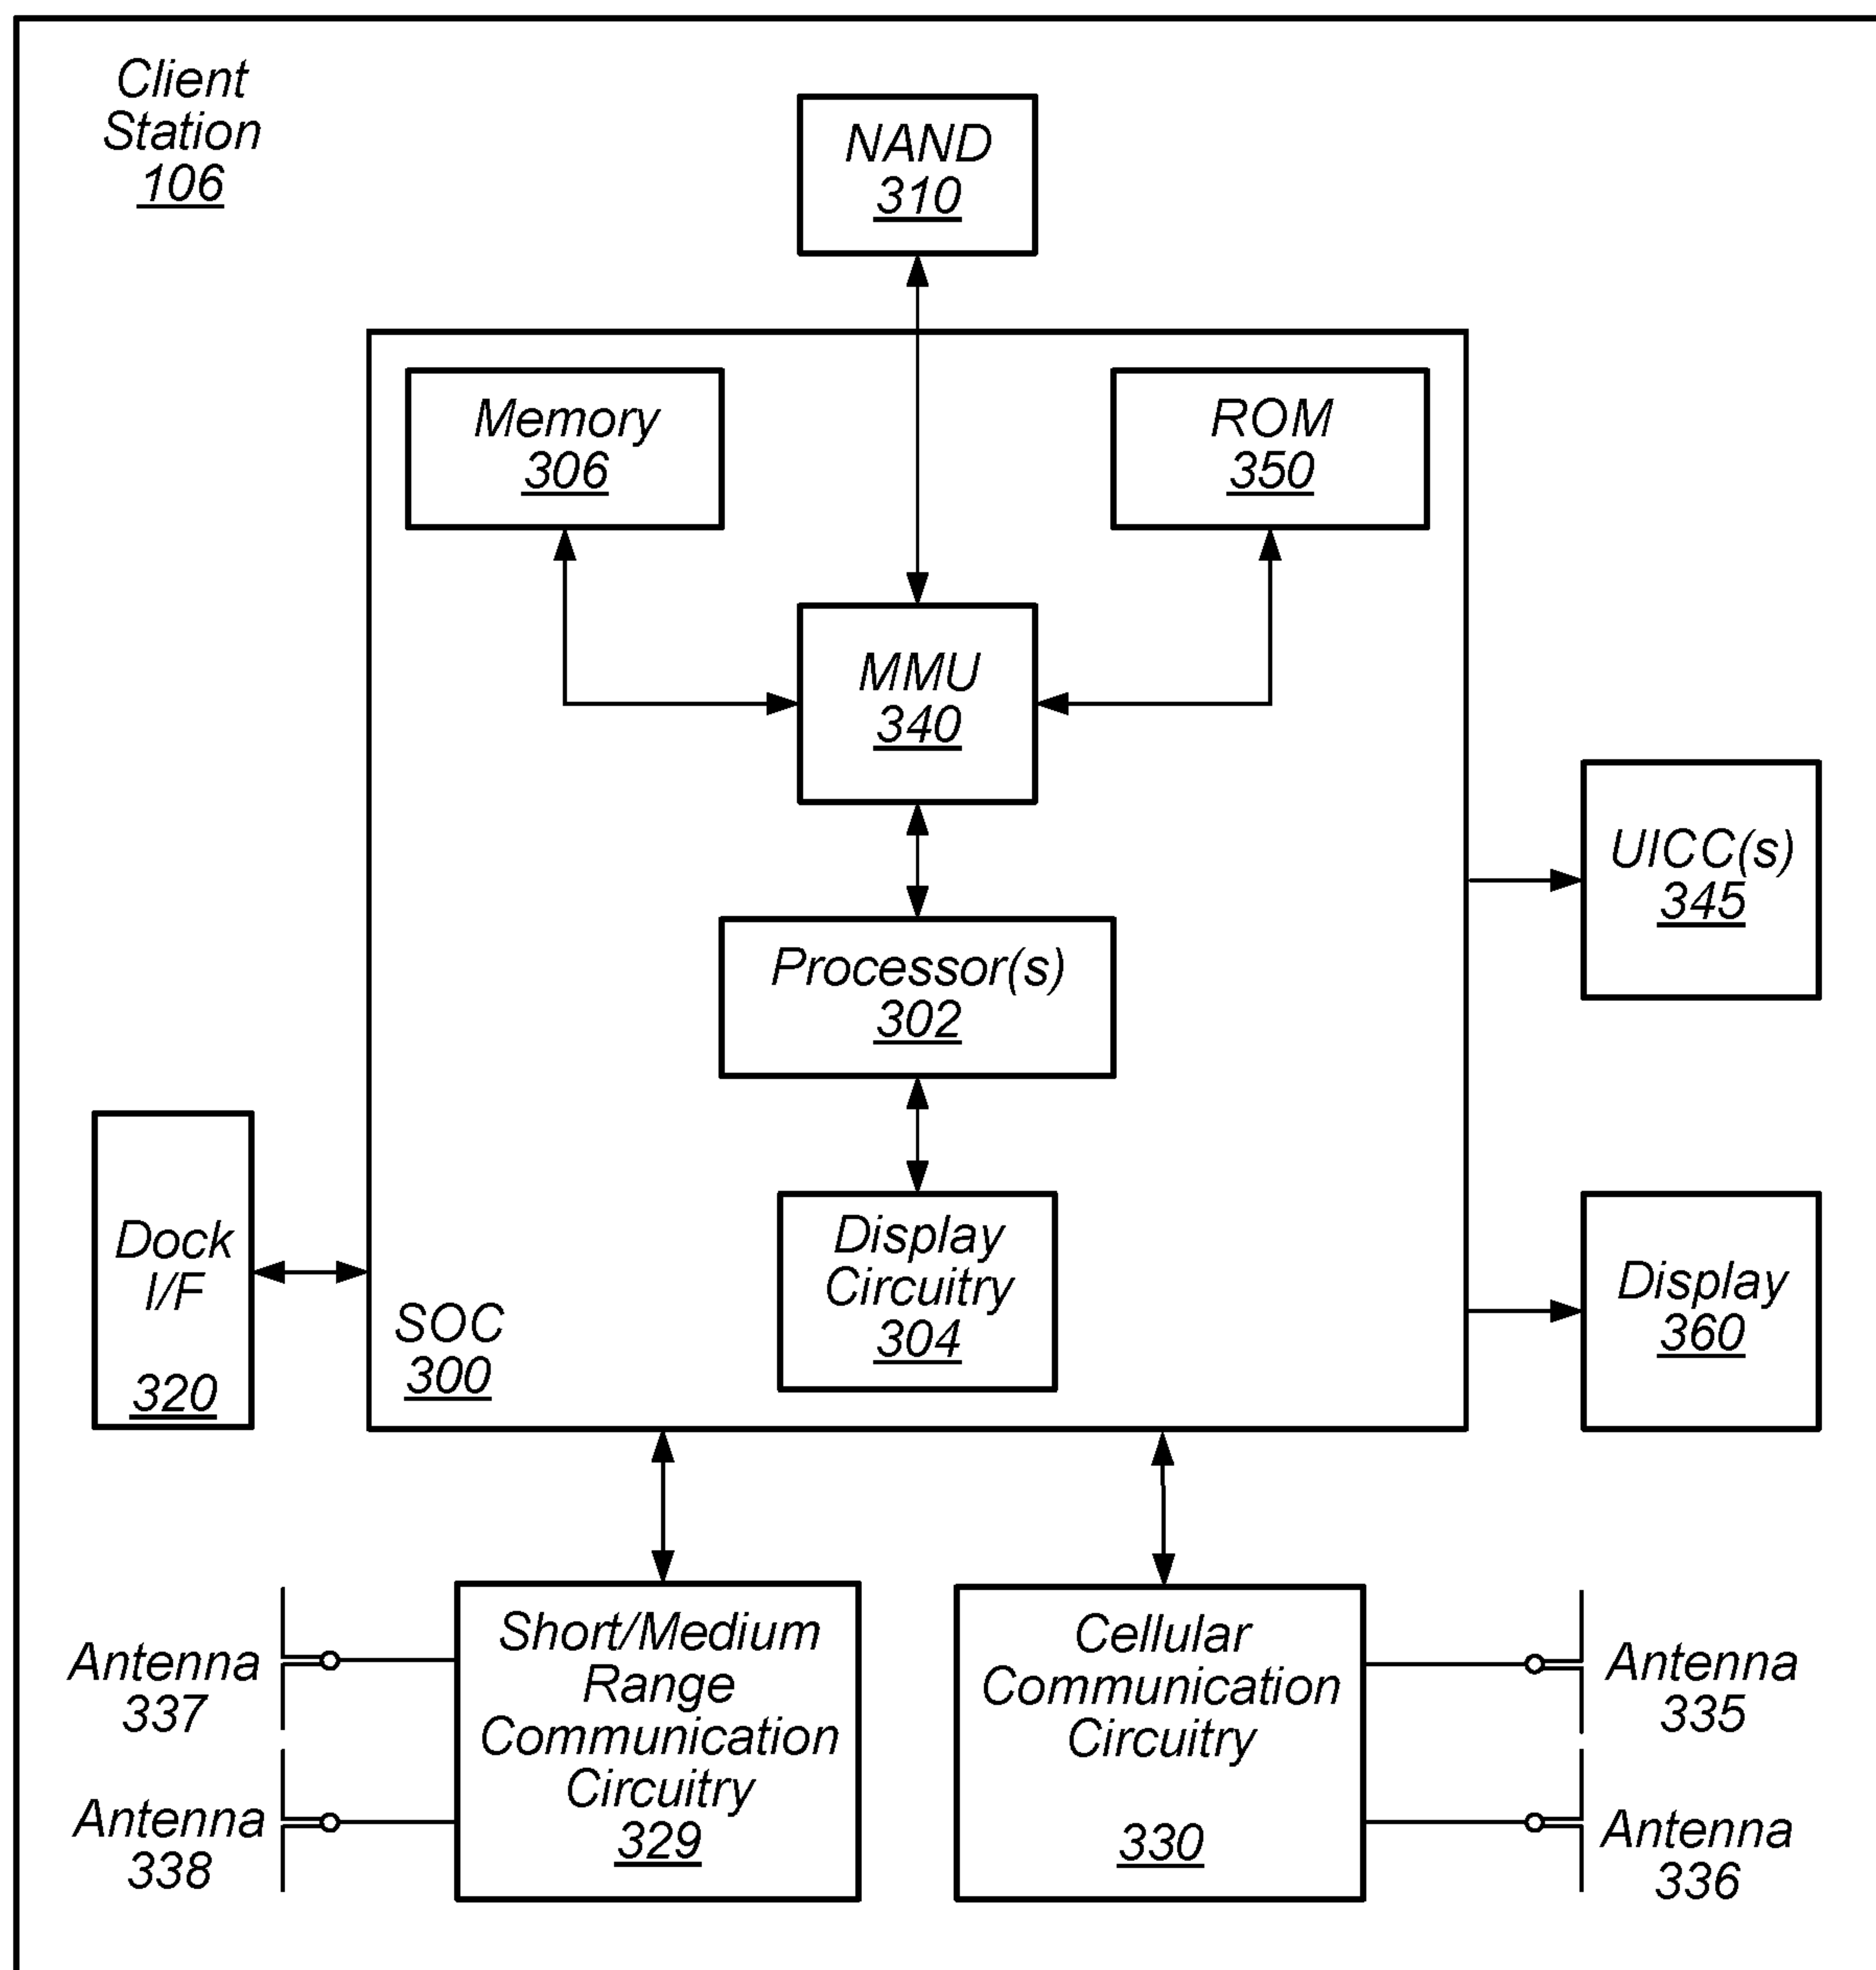 Client
Station
106
NAND
310
Memory
306
ROM
350
MMU
340
UICC(s)
345
Processor(s)
302
Dock
I/F
320
Display
Circuitry
304
SOC
300
Display
360
Short/Medium
Range
Communication
Circuitry
329
Cellular
Communication
Circuitry
330
Antenna
337
Antenna
338
Antenna
335
Antenna
336